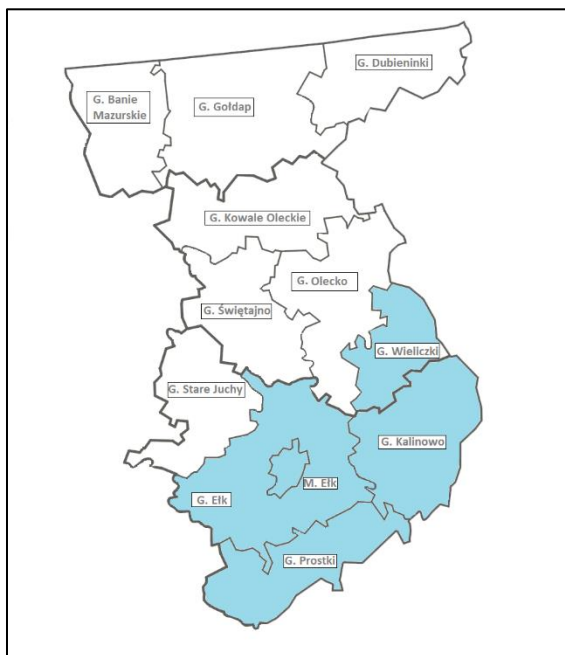 G. Dubieninki
G. Banie
Mazurskie
G. Gołdap
G. Kowale Oleckie
G. Olecko
G. Świętajno
G. Wieliczki
G. Stare Juchy
G. Kalinowo
M. Ełk
G. Ełk
G. Prostki